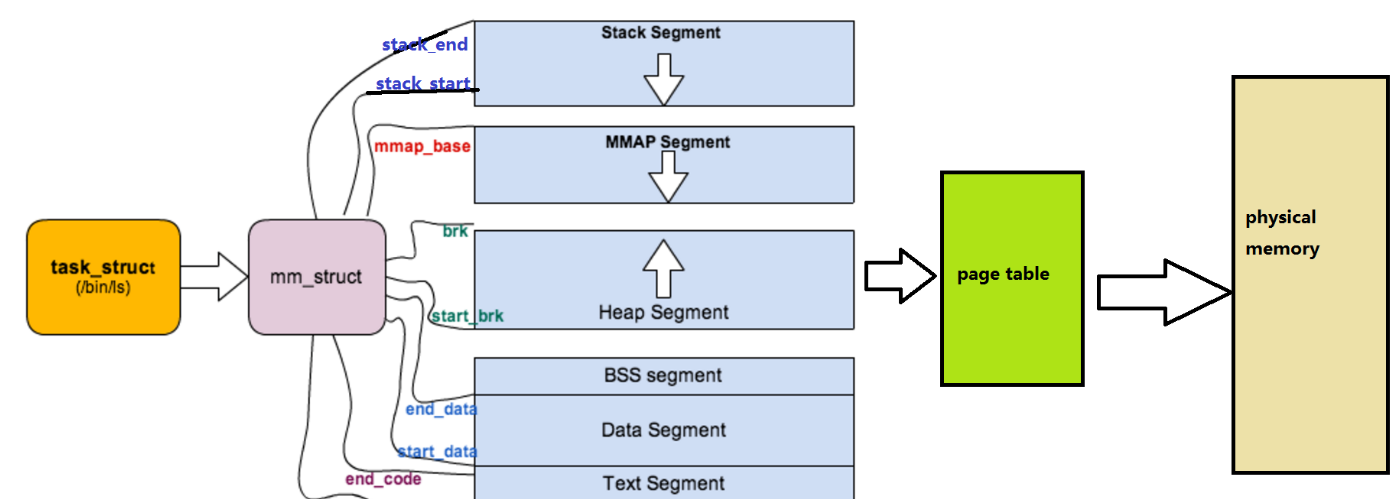 Stack Segment
stack_end
stack_start
mmap_base
MMAP Segment
brk
task_struct
(/bin/ls)
mm_struct
start_brk
Heap Segment
page table
physical
memory
BSS segment
end_data
Data Segment
start_data
end_code
Text Segment